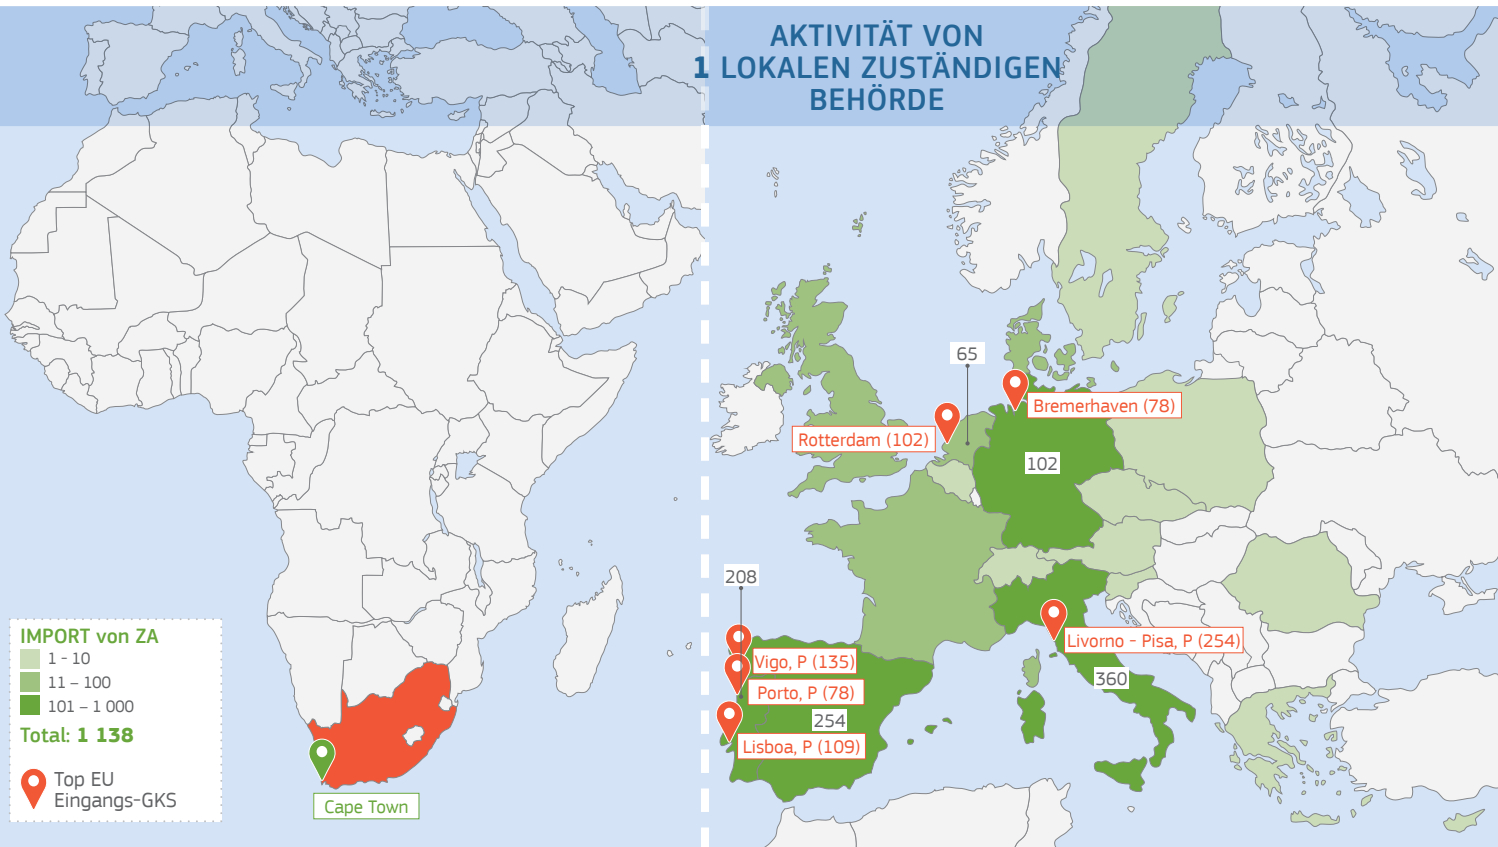 AKTIVITÄT VON
1 LOKALEN ZUSTÄNDIGEN
BEHÖRDE
65
Bremerhaven (78)
Rotterdam (102)
102
208
Livorno - Pisa, P (254)
Vigo, P (135)
360
Porto, P (78)
254
Lisboa, P (109)
IMPORT von ZA
1 - 10
11 – 100
101 – 1 000
Total: 1 138
Top EU
Eingangs-GKS
Cape Town